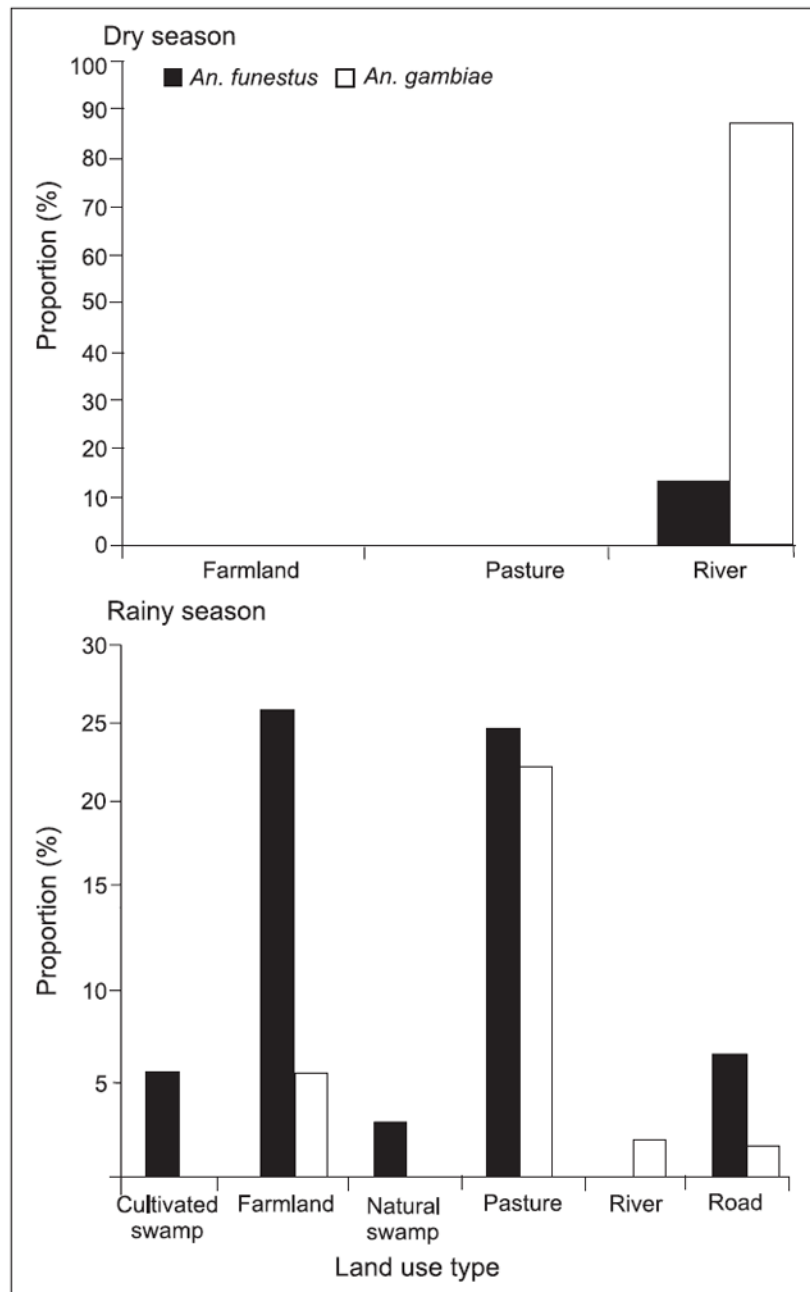 Dry season
An. funestus An. gambiae
Proportion (%)
100
90
80
70
60
50
40
30
20
10
0
Farmland Pasture River
Rainy season
Proportion (%)
30
25
20
15
10
5
Cultivated swamp Farmland Natural swamp Pasture River Road
Land use type